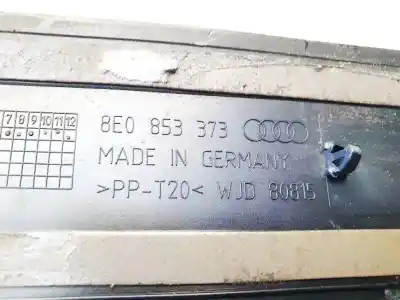 7 8 9 10 11 12
8E0 853 373
MADE IN GERMANY
>PP-T20< WJD 80815